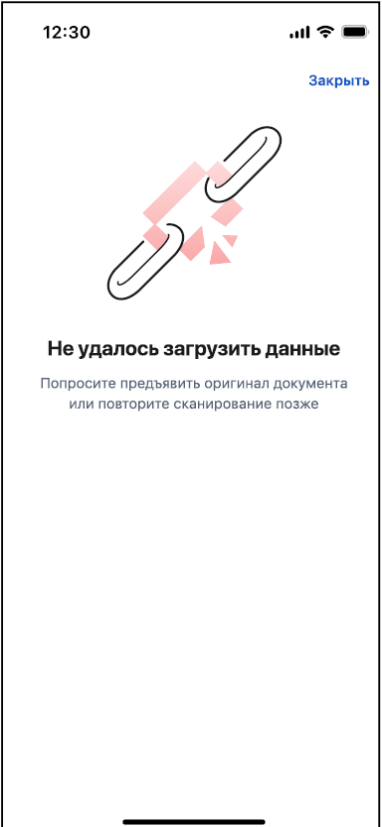 12:30
Закрыть
Не удалось загрузить данные
Попросите предъявить оригинал документа
или повторите сканирование позже